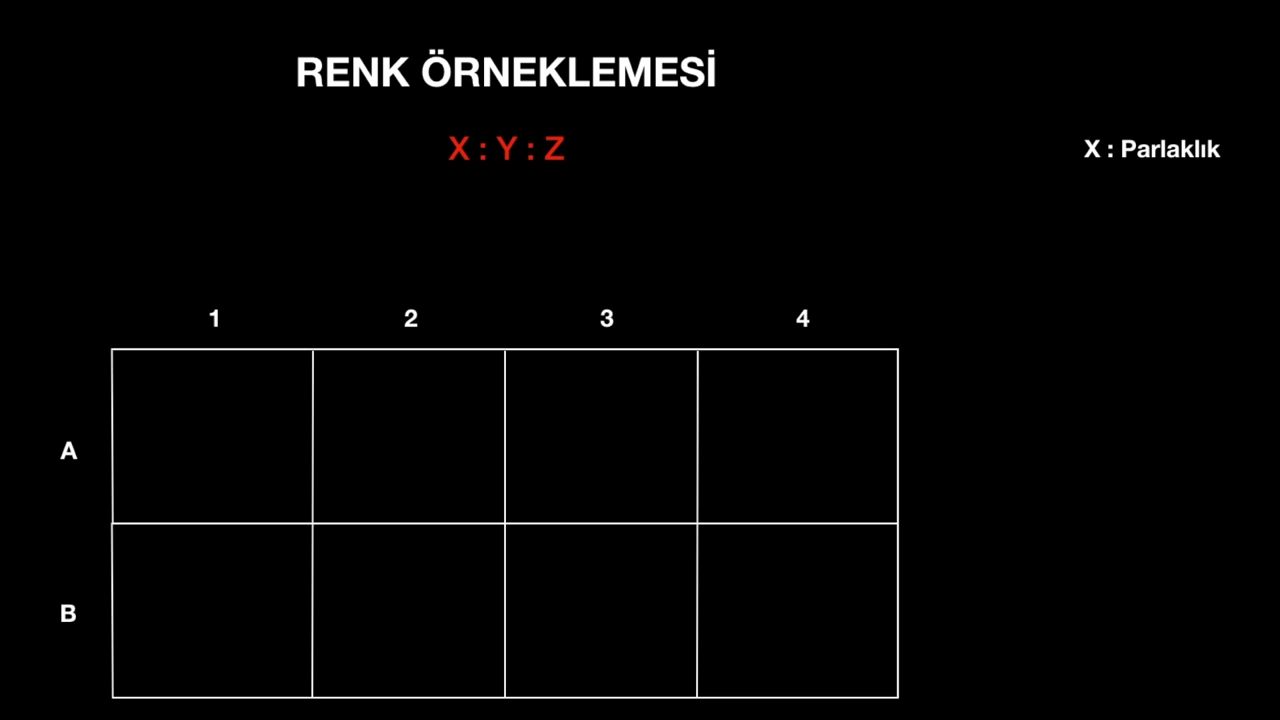 RENK ÖRNEKLEMESİ
X : Y : Z
X : Parlaklık
1 2 3 4
A
B